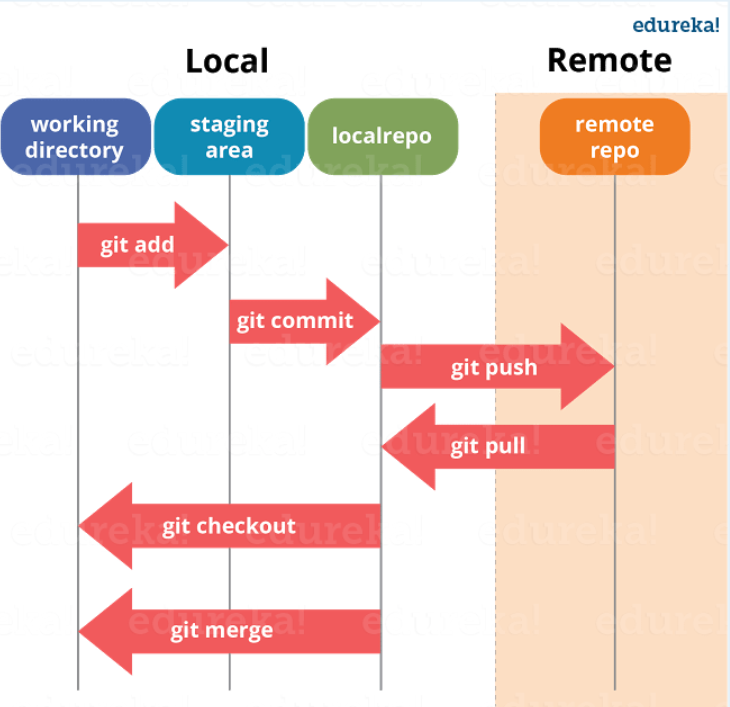 edureka!
Local
Remote
working
directory
staging
area
localrepo
remote
repo
git add
git commit
git push
git pull
git checkout
git merge